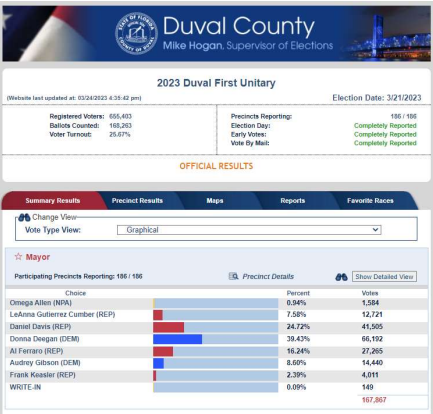 STATE OF FLORIDA
COUNTY OF DUVAL
Duval County
Mike Hogan, Supervisor of Elections
2023 Duval First Unitary
(Website last updated at: 03/24/2023 4:35:42 pm)
Election Date: 3/21/2023
Registered Voters: 655,403
Ballots Counted: 168,263
Voter Turnout: 25.67%
Precincts Reporting: 186 / 186
Election Day: Completely Reported
Early Votes: Completely Reported
Vote By Mail: Completely Reported
OFFICIAL RESULTS
Summary Results Precinct Results Maps Reports Favorite Races
Change View
Vote Type View: Graphical
☆ Mayor
Participating Precincts Reporting: 186 / 186 Precinct Details Show Detailed View
Choice Percent Votes
Omega Allen (NPA) 0.94% 1,584
LeAnna Gutierrez Cumber (REP) 7.58% 12,721
Daniel Davis (REP) 24.72% 41,505
Donna Deegan (DEM) 39.43% 66,192
Al Ferraro (REP) 16.24% 27,265
Audrey Gibson (DEM) 8.60% 14,440
Frank Keasler (REP) 2.39% 4,011
WRITE-IN 0.09% 149
167,867